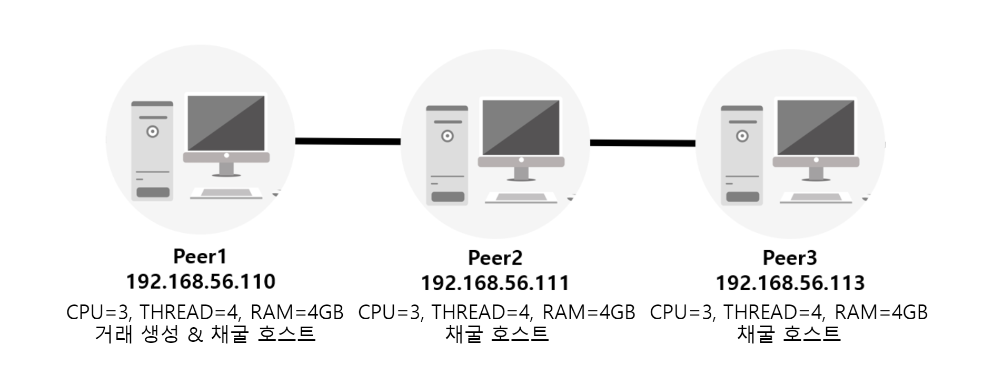 Peer1
192.168.56.110
CPU=3, THREAD=4, RAM=4GB
거래 생성 & 채굴 호스트
Peer2
192.168.56.111
CPU=3, THREAD=4, RAM=4GB
채굴 호스트
Peer3
192.168.56.113
CPU=3, THREAD=4, RAM=4GB
채굴 호스트